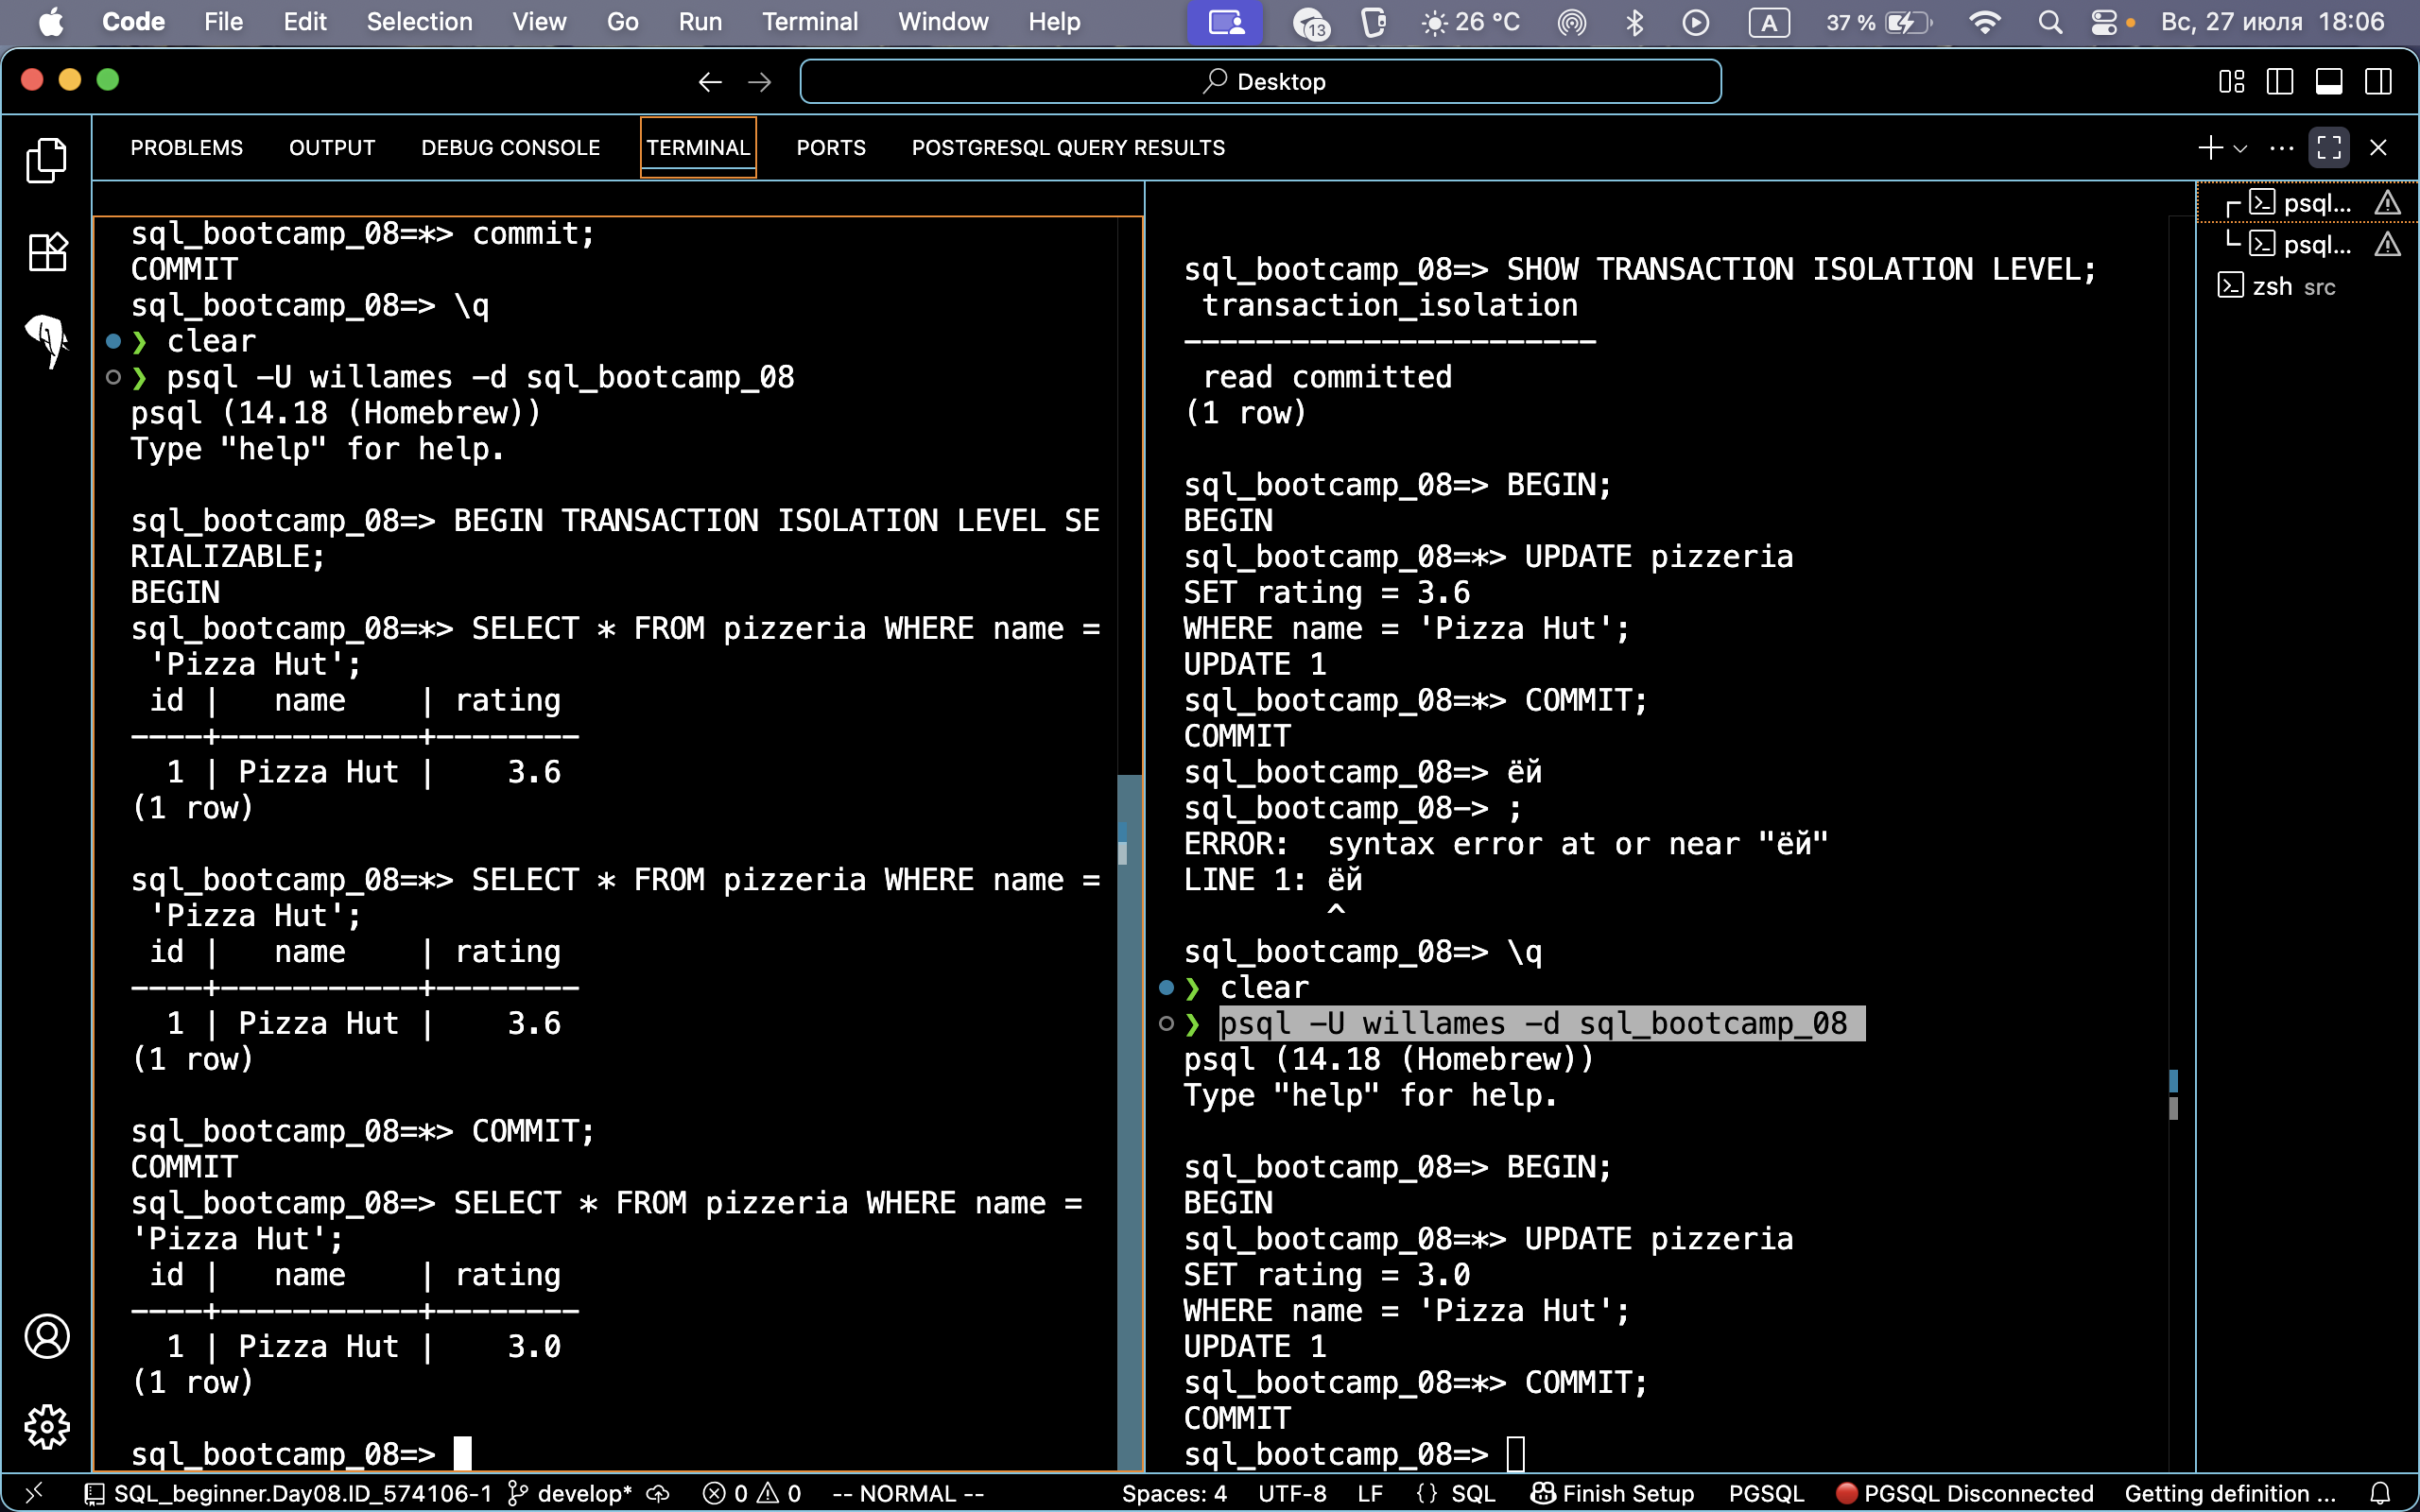 Code File Edit Selection View Go Run Terminal Window Help 13 26 °C A 37 % Вс, 27 июля 18:06
Desktop
PROBLEMS OUTPUT DEBUG CONSOLE TERMINAL PORTS POSTGRESQL QUERY RESULTS
sql_bootcamp_08=*> commit;
COMMIT
sql_bootcamp_08=> \q
❯ clear
❯ psql -U willames -d sql_bootcamp_08
psql (14.18 (Homebrew))
Type "help" for help.
sql_bootcamp_08=> BEGIN TRANSACTION ISOLATION LEVEL SE
RIALIZABLE;
BEGIN
sql_bootcamp_08=*> SELECT * FROM pizzeria WHERE name =
'Pizza Hut';
id | name | rating
----+-----------+--------
1 | Pizza Hut | 3.6
(1 row)
sql_bootcamp_08=*> SELECT * FROM pizzeria WHERE name =
'Pizza Hut';
id | name | rating
----+-----------+--------
1 | Pizza Hut | 3.6
(1 row)
sql_bootcamp_08=*> COMMIT;
COMMIT
sql_bootcamp_08=> SELECT * FROM pizzeria WHERE name =
'Pizza Hut';
id | name | rating
----+-----------+--------
1 | Pizza Hut | 3.0
(1 row)
sql_bootcamp_08=>
sql_bootcamp_08=> SHOW TRANSACTION ISOLATION LEVEL;
transaction_isolation
-----------------------
read committed
(1 row)
sql_bootcamp_08=> BEGIN;
BEGIN
sql_bootcamp_08=*> UPDATE pizzeria
SET rating = 3.6
WHERE name = 'Pizza Hut';
UPDATE 1
sql_bootcamp_08=*> COMMIT;
COMMIT
sql_bootcamp_08=> ёй
sql_bootcamp_08-> ;
ERROR:  syntax error at or near "ёй"
LINE 1: ёй
^
sql_bootcamp_08=> \q
❯ clear
❯ psql -U willames -d sql_bootcamp_08
psql (14.18 (Homebrew))
Type "help" for help.
sql_bootcamp_08=> BEGIN;
BEGIN
sql_bootcamp_08=*> UPDATE pizzeria
SET rating = 3.0
WHERE name = 'Pizza Hut';
UPDATE 1
sql_bootcamp_08=*> COMMIT;
COMMIT
sql_bootcamp_08=>
psql...
psql...
zsh src
SQL_beginner.Day08.ID_574106-1 develop* 0 0 -- NORMAL -- Spaces: 4 UTF-8 LF {} SQL Finish Setup PGSQL PGSQL Disconnected Getting definition ...